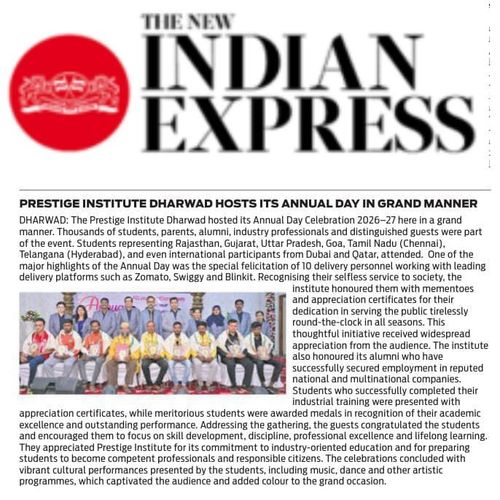 THE NEW
INDIAN
EXPRESS
PRESTIGE INSTITUTE DHARWAD HOSTS ITS ANNUAL DAY IN GRAND MANNER
DHARWAD: The Prestige Institute Dharwad hosted its Annual Day Celebration 2026–27 here in a grand
manner. Thousands of students, parents, alumni, industry professionals and distinguished guests were part
of the event. Students representing Rajasthan, Gujarat, Uttar Pradesh, Goa, Tamil Nadu (Chennai),
Telangana (Hyderabad), and even international participants from Dubai and Qatar, attended. One of the
major highlights of the Annual Day was the special felicitation of 10 delivery personnel working with leading
delivery platforms such as Zomato, Swiggy and Blinkit. Recognising their selfless service to society, the
institute honoured them with mementoes
and appreciation certificates for their
dedication in serving the public tirelessly
round-the-clock in all seasons. This
thoughtful initiative received widespread
appreciation from the audience. The institute
also honoured its alumni who have
successfully secured employment in reputed
national and multinational companies.
Students who successfully completed their
industrial training were presented with
appreciation certificates, while meritorious students were awarded medals in recognition of their academic
excellence and outstanding performance. Addressing the gathering, the guests congratulated the students
and encouraged them to focus on skill development, discipline, professional excellence and lifelong learning.
They appreciated Prestige Institute for its commitment to industry-oriented education and for preparing
students to become competent professionals and responsible citizens. The celebrations concluded with
vibrant cultural performances presented by the students, including music, dance and other artistic
programmes, which captivated the audience and added colour to the grand occasion.